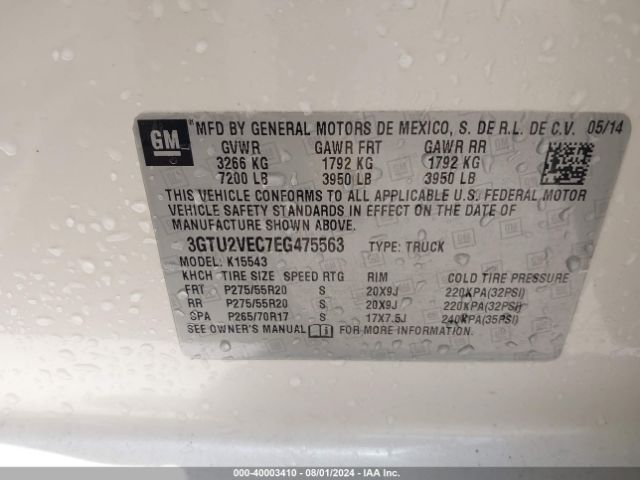 GM MFD BY GENERAL MOTORS DE MEXICO, S. DE R.L. DE C.V. 05/14
GVWR GAWR FRT GAWR RR
3266 KG 1792 KG 1792 KG
7200 LB 3950 LB 3950 LB
THIS VEHICLE CONFORMS TO ALL APPLICABLE U.S. FEDERAL MOTOR
VEHICLE SAFETY STANDARDS IN EFFECT ON THE DATE OF
MANUFACTURE SHOWN ABOVE.
3GTU2VEC7EG475563 TYPE: TRUCK
MODEL: K15543
KHCH TIRE SIZE SPEED RTG RIM COLD TIRE PRESSURE
FRT P275/55R20 S 20X9J 220KPA(32PSI)
RR P275/55R20 S 20X9J 220KPA(32PSI)
SPA P265/70R17 S 17X7.5J 240KPA(35PSI)
SEE OWNER'S MANUAL FOR MORE INFORMATION.
000-40003410 - 08/01/2024 - IAA Inc.